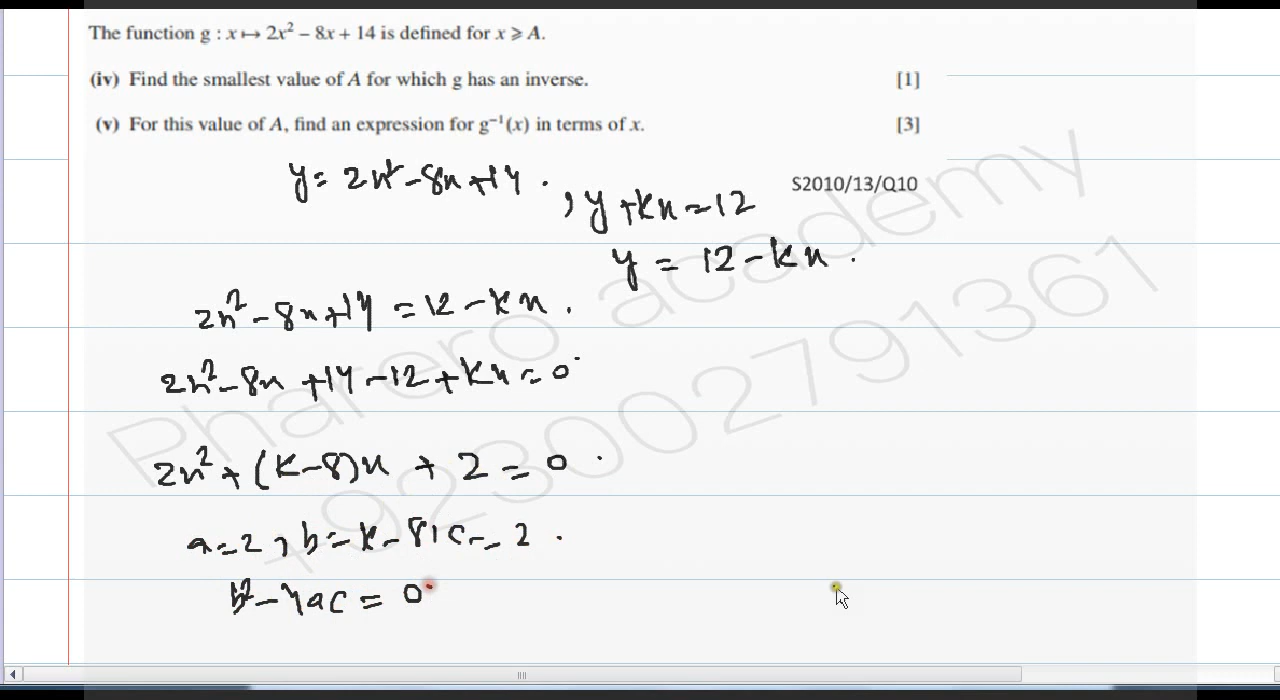 The function g : x ↦ 2x² − 8x + 14 is defined for x ⩾ A.
(iv) Find the smallest value of A for which g has an inverse. [1]
(v) For this value of A, find an expression for g⁻¹(x) in terms of x. [3]
S2010/13/Q10
y = 2x² − 8x + 14 . , y + kx = 12
y = 12 − kx .
2x² − 8x + 14 = 12 − kx .
2x² − 8x + 14 − 12 + kx = 0
2x² + (k − 8)x + 2 = 0 .
a = 2 , b = k − 8 , c = 2 .
b² − 4ac = 0
Pharero academy
+923002791361